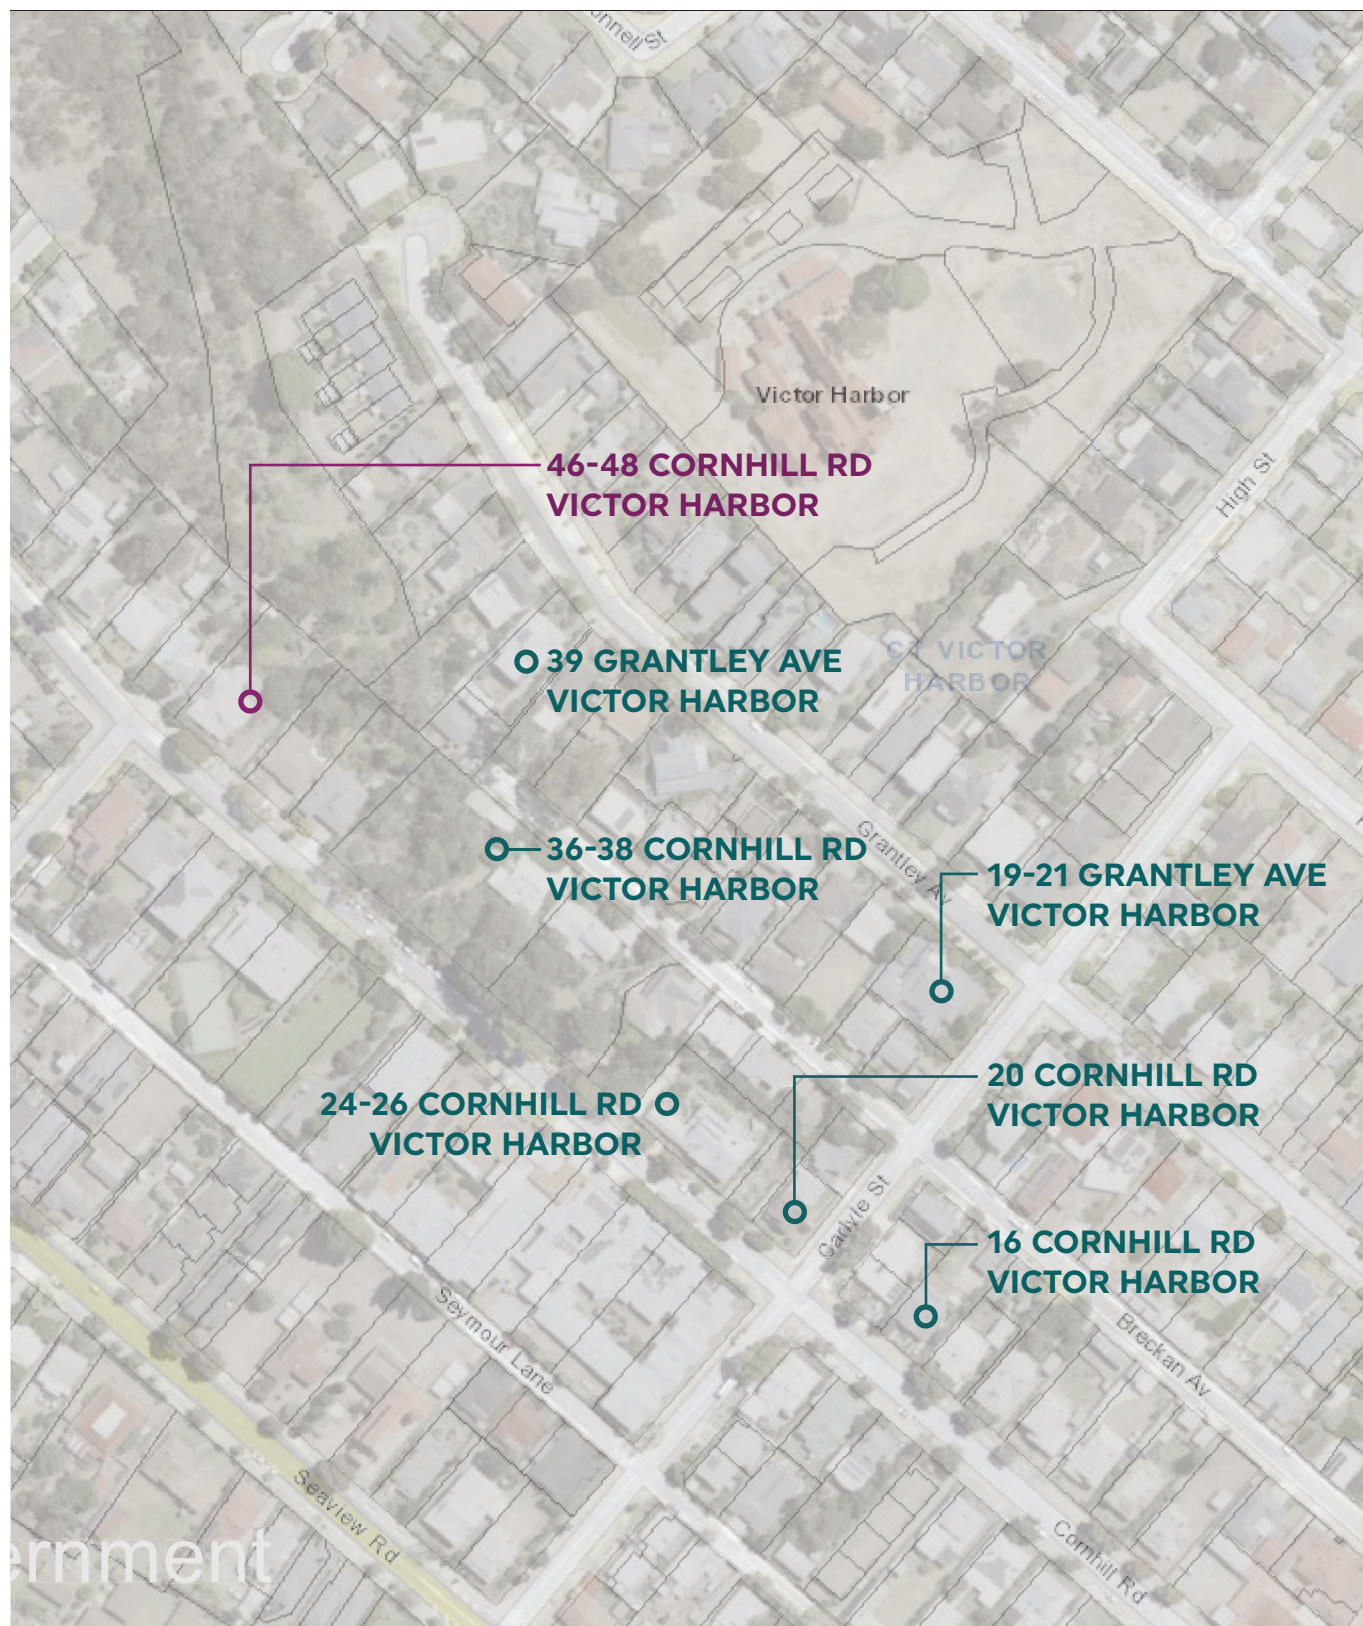 Victor Harbor
46-48 CORNHILL RD
VICTOR HARBOR
High St
39 GRANTLEY AVE
VICTOR HARBOR
CT VICTOR
HARBOR
36-38 CORNHILL RD
VICTOR HARBOR
Grantley Av
19-21 GRANTLEY AVE
VICTOR HARBOR
24-26 CORNHILL RD
VICTOR HARBOR
20 CORNHILL RD
VICTOR HARBOR
Carlyle St
16 CORNHILL RD
VICTOR HARBOR
Seymour Lane
Breckan Av
Seaview Rd
Cornhill Rd
ernment